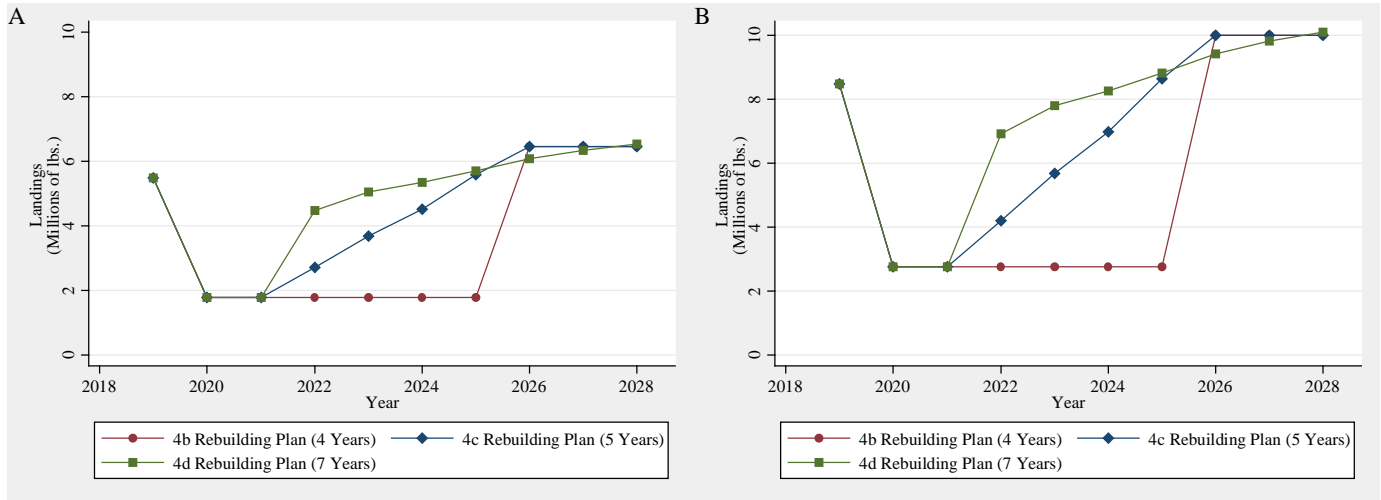 A
10
8
6
4
2
0
Landings
(Millions of lbs.)
2018 2020 2022 2024 2026 2028
Year
4b Rebuilding Plan (4 Years) 4c Rebuilding Plan (5 Years)
4d Rebuilding Plan (7 Years)
B
10
8
6
4
2
0
Landings
(Millions of lbs.)
2018 2020 2022 2024 2026 2028
Year
4b Rebuilding Plan (4 Years) 4c Rebuilding Plan (5 Years)
4d Rebuilding Plan (7 Years)